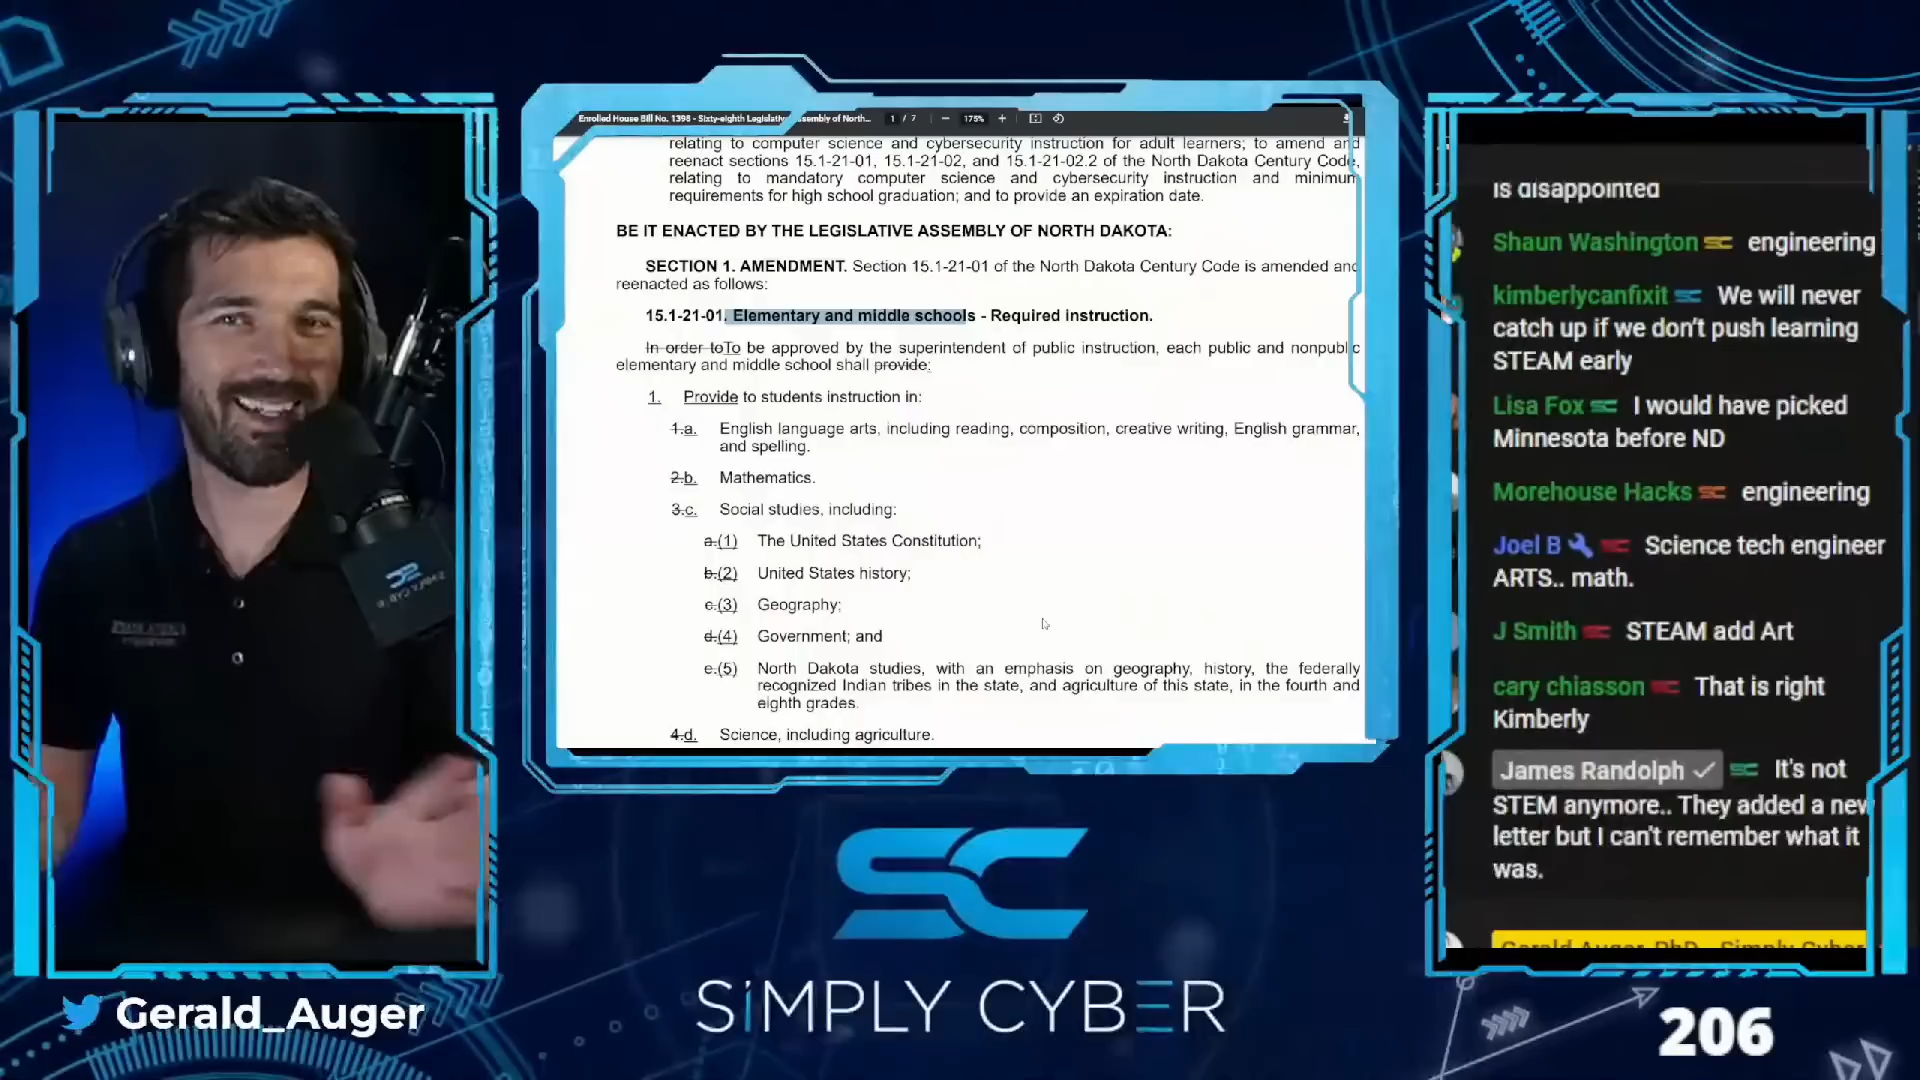 Enrolled House Bill No. 1398 - Sixty-eighth Legislative Assembly of North...
1 / 7
175%
relating to computer science and cybersecurity instruction for adult learners; to amend and
reenact sections 15.1-21-01, 15.1-21-02, and 15.1-21-02.2 of the North Dakota Century Code,
relating to mandatory computer science and cybersecurity instruction and minimum
requirements for high school graduation; and to provide an expiration date.
BE IT ENACTED BY THE LEGISLATIVE ASSEMBLY OF NORTH DAKOTA:
SECTION 1. AMENDMENT. Section 15.1-21-01 of the North Dakota Century Code is amended and
reenacted as follows:
15.1-21-01. Elementary and middle schools - Required instruction.
In order toTo be approved by the superintendent of public instruction, each public and nonpublic
elementary and middle school shall provide:
1. Provide to students instruction in:
1.a. English language arts, including reading, composition, creative writing, English grammar,
and spelling.
2.b. Mathematics.
3.c. Social studies, including:
a.(1) The United States Constitution;
b.(2) United States history;
c.(3) Geography;
d.(4) Government; and
e.(5) North Dakota studies, with an emphasis on geography, history, the federally
recognized Indian tribes in the state, and agriculture of this state, in the fourth and
eighth grades.
4.d. Science, including agriculture.
is disappointed
Shaun Washington SC engineering
kimberlycanfixit SC We will never
catch up if we don't push learning
STEAM early
Lisa Fox SC I would have picked
Minnesota before ND
Morehouse Hacks SC engineering
Joel B SC Science tech engineer
ARTS.. math.
J Smith SC STEAM add Art
cary chiasson SC That is right
Kimberly
James Randolph SC It's not
STEM anymore.. They added a new
letter but I can't remember what it
was.
Gerald Auger, PhD - Simply Cyber
Gerald_Auger
SC
SiMPLY CYBER
206